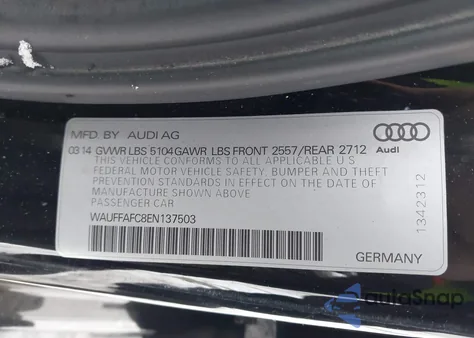 MFD BY AUDI AG
Audi
03 14 GVWR LBS 5104 GAWR LBS FRONT 2557/REAR 2712
THIS VEHICLE CONFORMS TO ALL APPLICABLE U S
FEDERAL MOTOR VEHICLE SAFETY, BUMPER AND THEFT
PREVENTION STANDARDS IN EFFECT ON THE DATE OF
MANUFACTURE SHOWN ABOVE
PASSENGER CAR
WAUFFAFC8EN137503
1342312
GERMANY
autoSnap